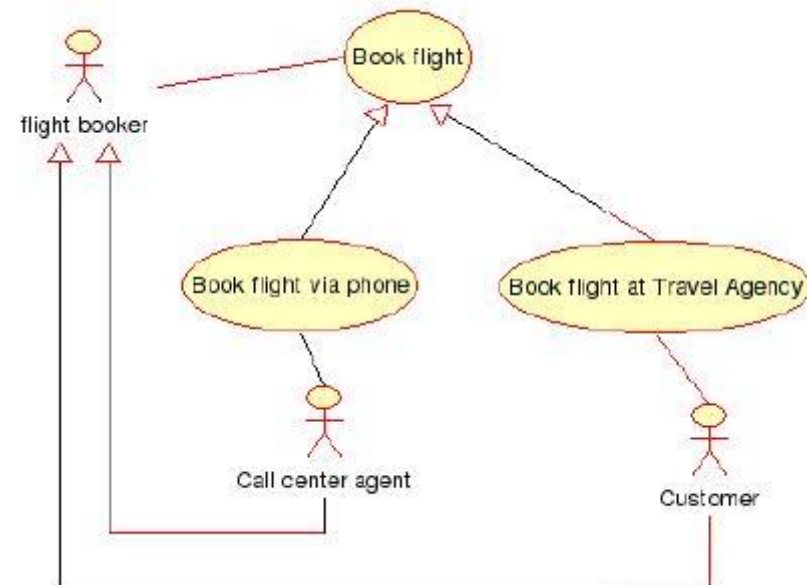 Book flight
flight booker
Book flight via phone
Book flight at Travel Agency
Call center agent
Customer